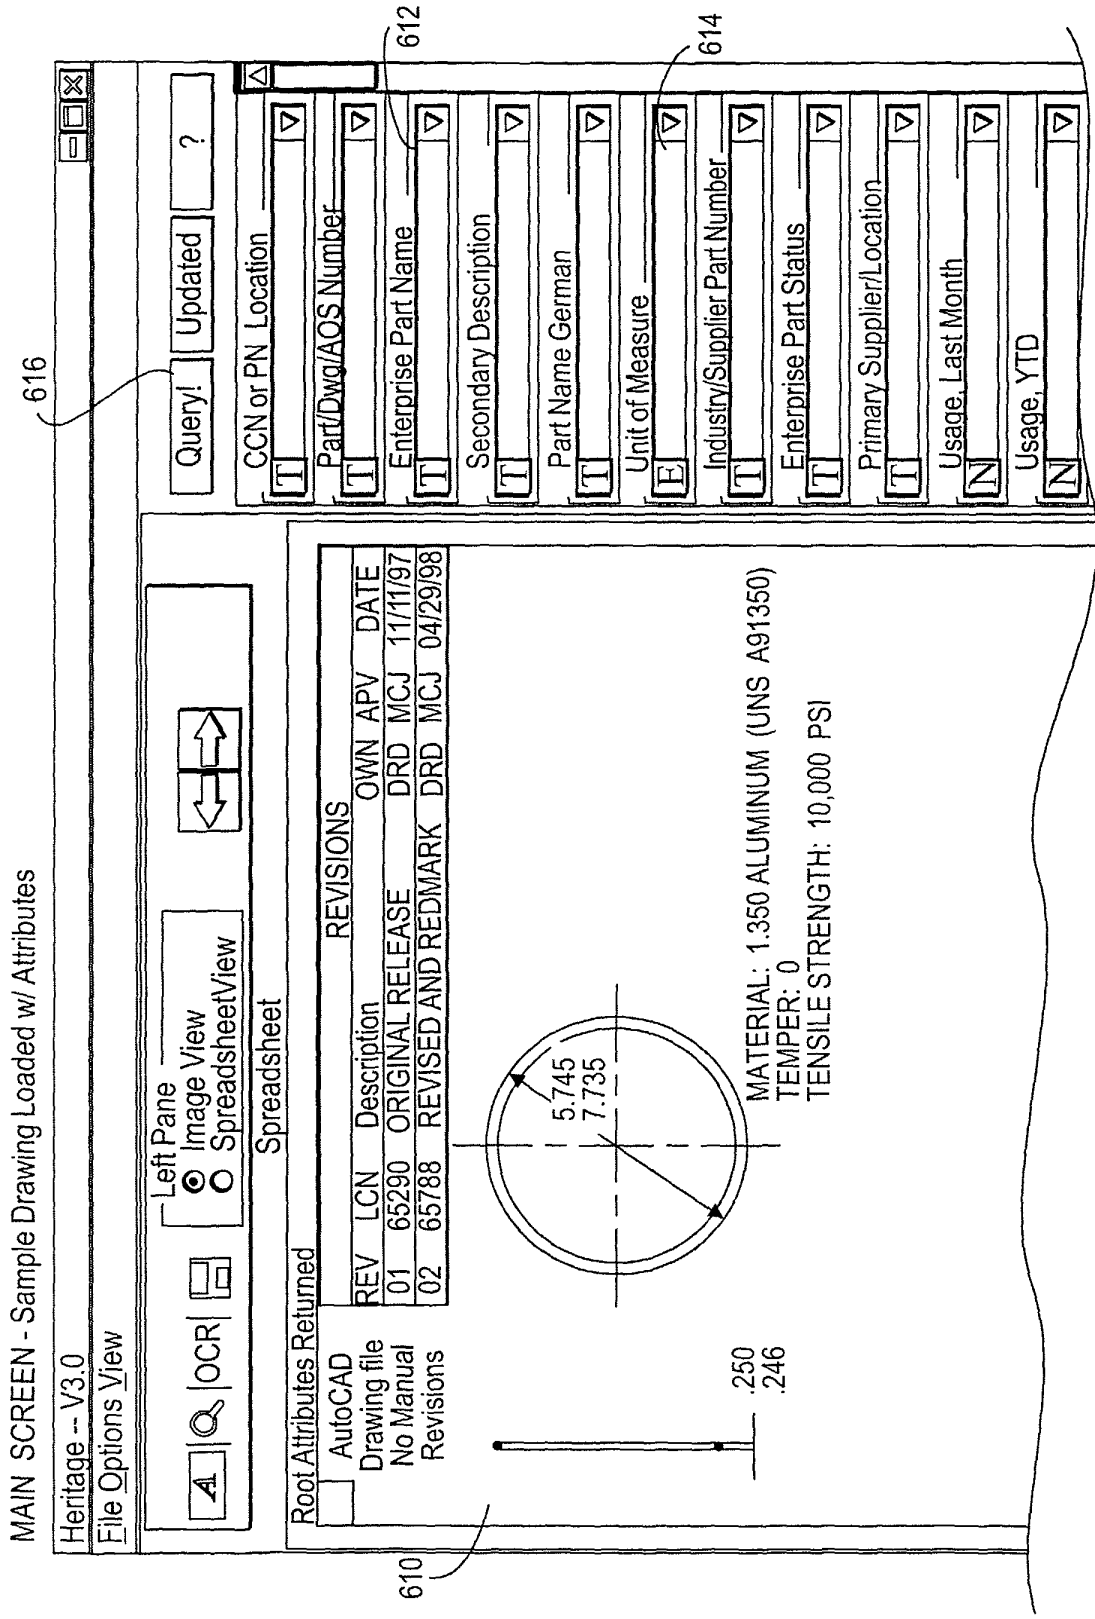 MAIN SCREEN - Sample Drawing Loaded w/ Attributes
616
Heritage -- V3.0
File Options View
A OCR
Left Pane
Image View
SpreadsheetView
Query! Updated ?
Spreadsheet
Root Attributes Returned
AutoCAD
Drawing file
No Manual
Revisions
REVISIONS
REV LCN Description OWN APV DATE
01 65290 ORIGINAL RELEASE DRD MCJ 11/11/97
02 65788 REVISED AND REDMARK DRD MCJ 04/29/98
610
5.745
7.735
.250
.246
MATERIAL: 1.350 ALUMINUM (UNS A91350)
TEMPER: 0
TENSILE STRENGTH: 10,000 PSI
CCN or PN Location
T
Part/Dwg/AOS Number
T
Enterprise Part Name
T
612
Secondary Description
T
Part Name German
T
Unit of Measure
E
614
Industry/Supplier Part Number
T
Enterprise Part Status
T
Primary Supplier/Location
T
Usage, Last Month
N
Usage, YTD
N